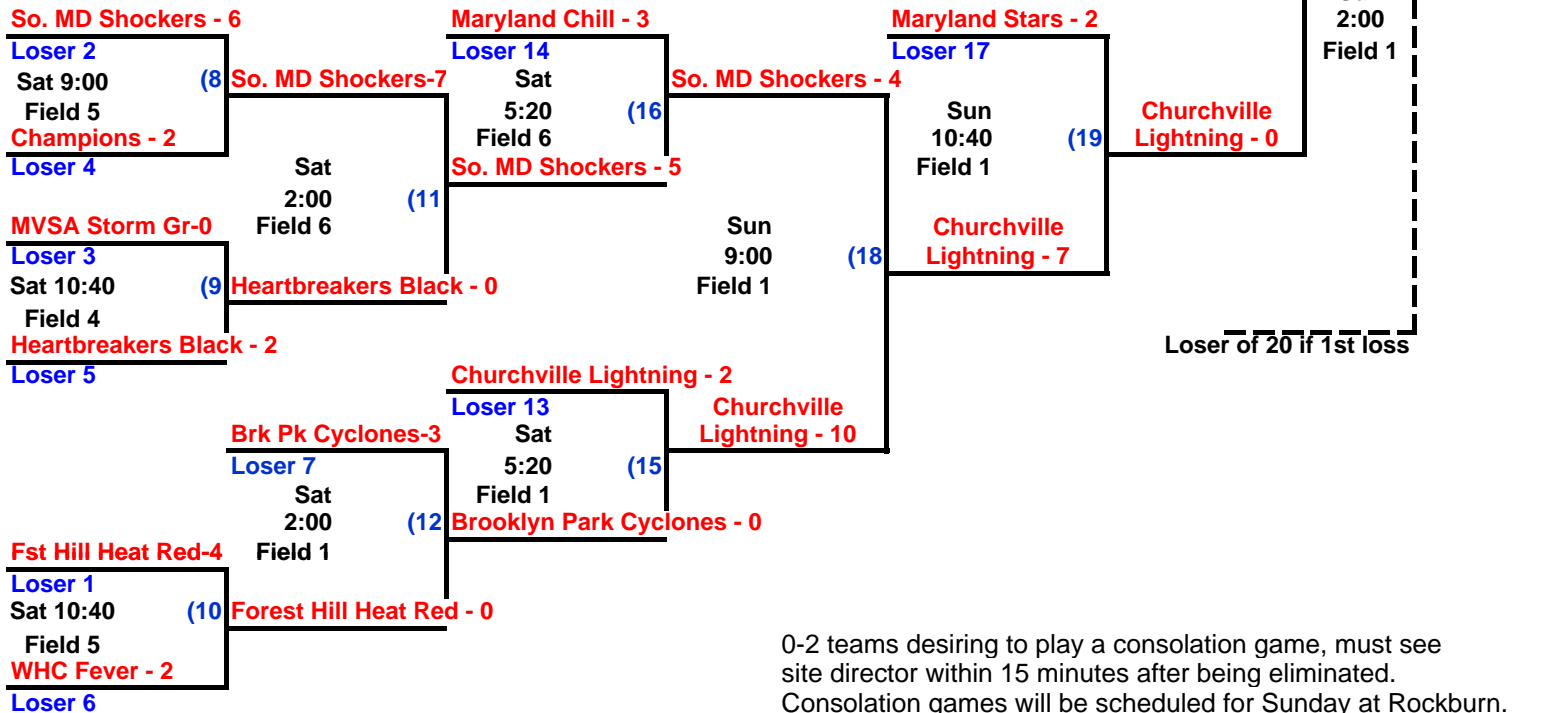 So. MD Shockers - 6
Loser 2
Sat 9:00
(8
Field 5
Champions - 2
Loser 4
MVSA Storm Gr-0
Loser 3
Sat 10:40
(9
Field 4
Heartbreakers Black - 2
Loser 5
Fst Hill Heat Red-4
Loser 1
Sat 10:40
(10
Field 5
WHC Fever - 2
Loser 6
So. MD Shockers-7
Sat
2:00
(11
Field 6
Heartbreakers Black - 0
Brk Pk Cyclones-3
Loser 7
Sat
2:00
(12
Field 1
Forest Hill Heat Red - 0
Maryland Chill - 3
Loser 14
Sat
5:20
(16
Field 6
So. MD Shockers - 5
Churchville Lightning - 2
Loser 13
Sat
5:20
(15
Field 1
Brooklyn Park Cyclones - 0
So. MD Shockers - 4
Sun
9:00
(18
Field 1
Churchville
Lightning - 10
Maryland Stars - 2
Loser 17
Sun
10:40
(19
Field 1
Churchville
Lightning - 7
Churchville
Lightning - 0
2:00
Field 1
Loser of 20 if 1st loss
0-2 teams desiring to play a consolation game, must see
site director within 15 minutes after being eliminated.
Consolation games will be scheduled for Sunday at Rockburn.